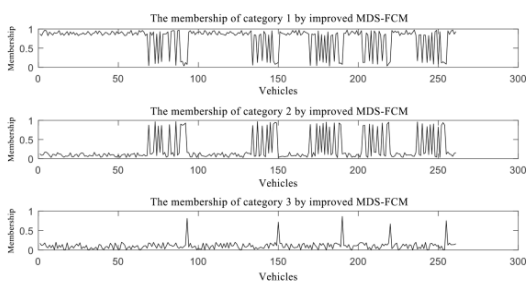 The membership of category 1 by improved MDS-FCM
Membership
1
0.5
0
0 50 100 150 200 250 300
Vehicles
The membership of category 2 by improved MDS-FCM
Membership
1
0.5
0
0 50 100 150 200 250 300
Vehicles
The membership of category 3 by improved MDS-FCM
Membership
1
0.5
0
0 50 100 150 200 250 300
Vehicles